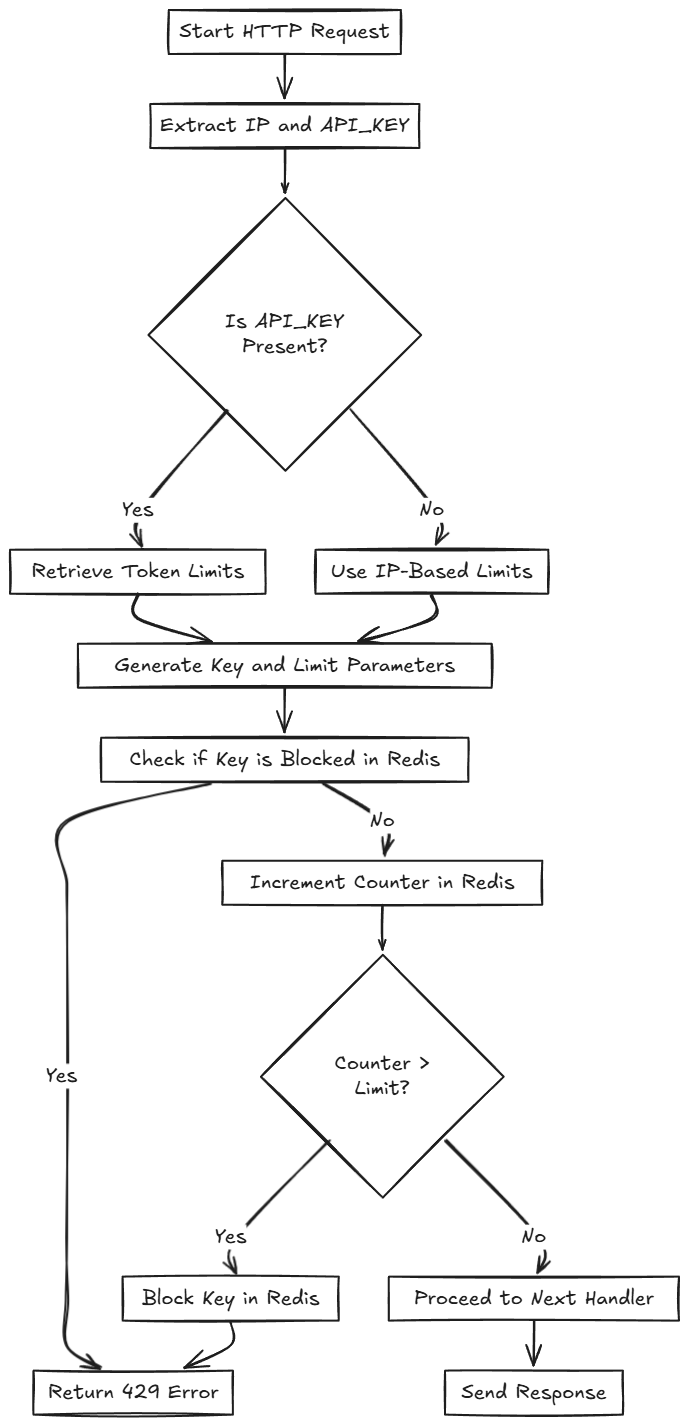 Start HTTP Request
Extract IP and API_KEY
Is API_KEY
Present?
Yes
No
Retrieve Token Limits
Use IP-Based Limits
Generate Key and Limit Parameters
Check if Key is Blocked in Redis
No
Increment Counter in Redis
Yes
Counter >
Limit?
Yes
No
Block Key in Redis
Proceed to Next Handler
Return 429 Error
Send Response